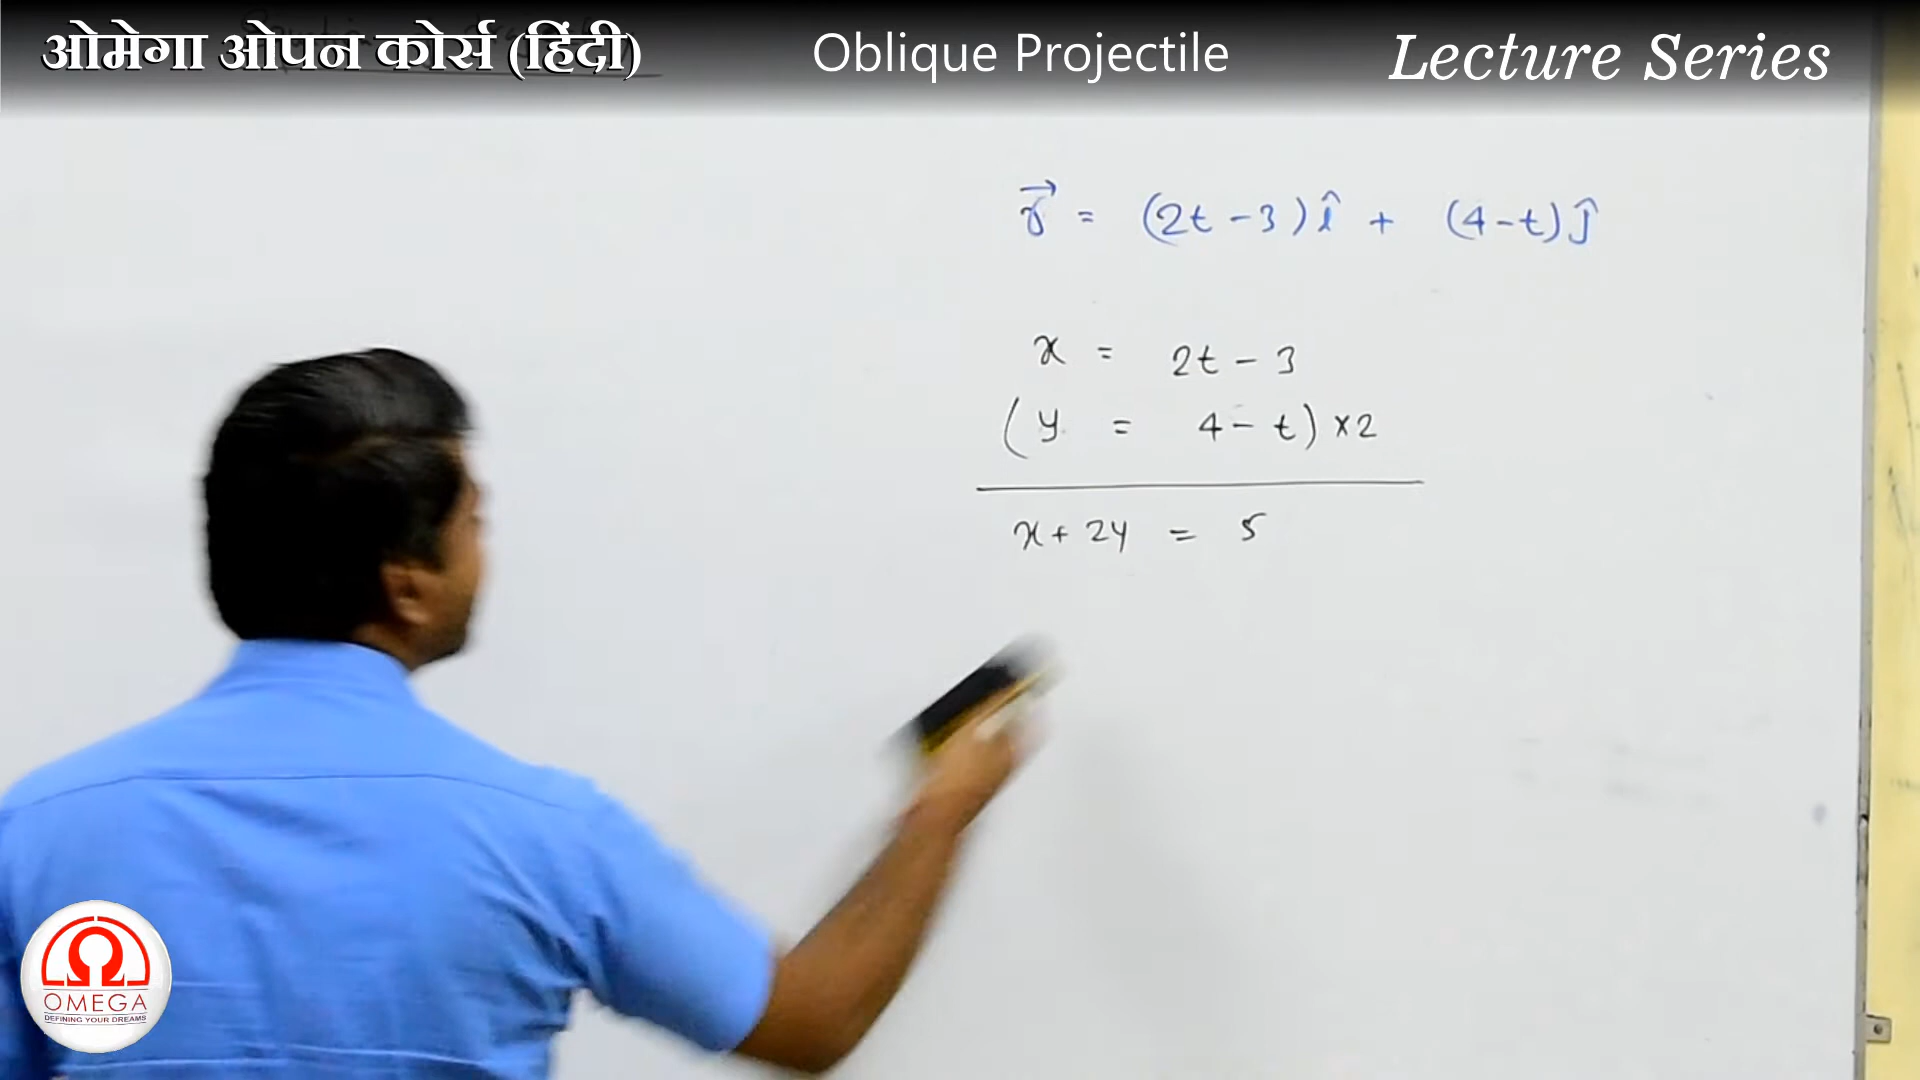 ओमेगा ओपन कोर्स (हिंदी) Oblique Projectile Lecture Series
r⃗ = (2t-3)î + (4-t)ĵ
x = 2t - 3
(y = 4 - t) ×2
x + 2y = 5
Ω
OMEGA
DEFINING YOUR DREAMS